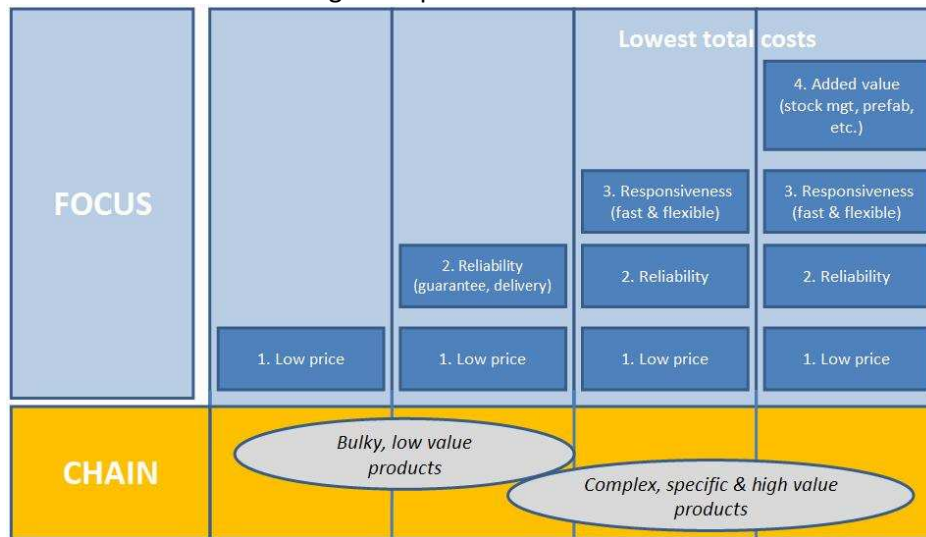 Lowest total costs
4. Added value
(stock mgt, prefab,
etc.)
FOCUS
3. Responsiveness
(fast & flexible)
3. Responsiveness
(fast & flexible)
2. Reliability
(guarantee, delivery)
2. Reliability
2. Reliability
1. Low price
1. Low price
1. Low price
1. Low price
CHAIN
Bulky, low value
products
Complex, specific & high value
products